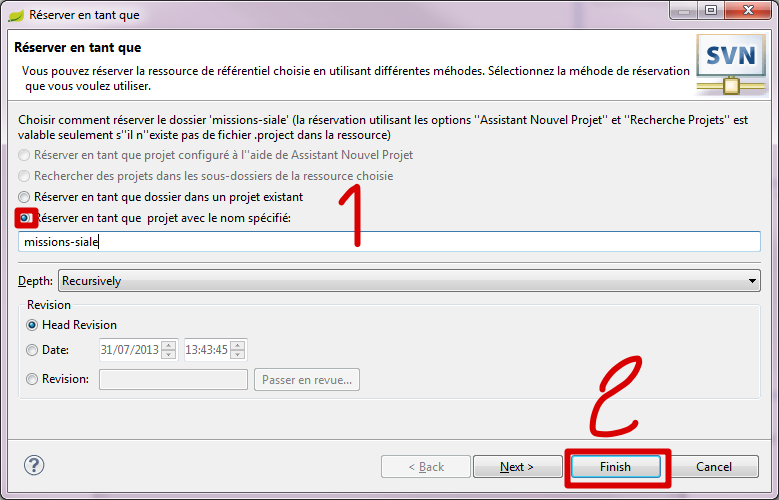 Réserver en tant que
Réserver en tant que
SVN
Vous pouvez réserver la ressource de référentiel choisie en utilisant différentes méthodes. Sélectionnez la méthode de réservation
que vous voulez utiliser.
Choisir comment réserver le dossier 'missions-siale' (la réservation utilisant les options ''Assistant Nouvel Projet'' et ''Recherche Projets'' est
valable seulement s''il n''existe pas de fichier .project dans la ressource)
Réserver en tant que projet configuré à l''aide de Assistant Nouvel Projet
Rechercher des projets dans les sous-dossiers de la ressource choisie
Réserver en tant que dossier dans un projet existant
Réserver en tant que projet avec le nom spécifié:
1
missions-siale
Depth: Recursively
Revision
Head Revision
Date: 31/07/2013 13:43:45
Revision: Passer en revue...
2
? < Back Next > Finish Cancel